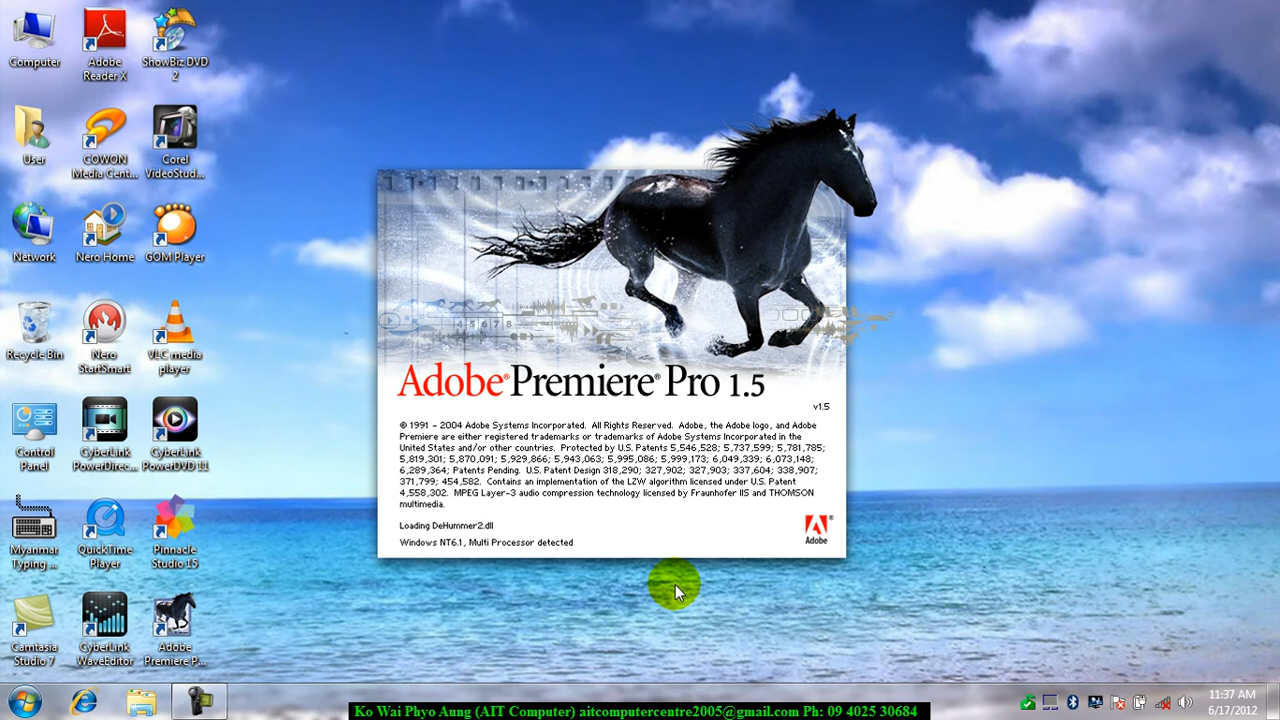 Computer
Adobe
Reader X
ShowBiz DVD
2
User
COWON
Media Cent...
Corel
VideoStud...
Network
Nero Home
GOM Player
Recycle Bin
Nero
StartSmart
VLC media
player
Control
Panel
CyberLink
PowerDirec...
CyberLink
PowerDVD 11
Myanmar
Typing ...
QuickTime
Player
Pinnacle
Studio 15
Camtasia
Studio 7
CyberLink
WaveEditor
Adobe
Premiere P...
4 5 6 7 8
Adobe® Premiere® Pro 1.5
v1.5
© 1991 - 2004 Adobe Systems Incorporated. All Rights Reserved. Adobe, the Adobe logo, and Adobe
Premiere are either registered trademarks or trademarks of Adobe Systems Incorporated in the
United States and/or other countries. Protected by U.S. Patents 5,546,528; 5,737,599; 5,781,785;
5,819,301; 5,870,091; 5,929,866; 5,943,063; 5,995,086; 5,999,173; 6,049,339; 6,073,148;
6,289,364; Patents Pending. U.S. Patent Design 318,290; 327,902; 327,903; 337,604; 338,907;
371,799; 454,582. Contains an implementation of the LZW algorithm licensed under U.S. Patent
4,558,302. MPEG Layer-3 audio compression technology licensed by Fraunhofer IIS and THOMSON
multimedia.
Loading DeHummer2.dll
Windows NT6.1, Multi Processor detected
Adobe
11:37 AM
6/17/2012
Ko Wai Phyo Aung (AIT Computer) aitcomputercentre2005@gmail.com Ph: 09 4025 30684